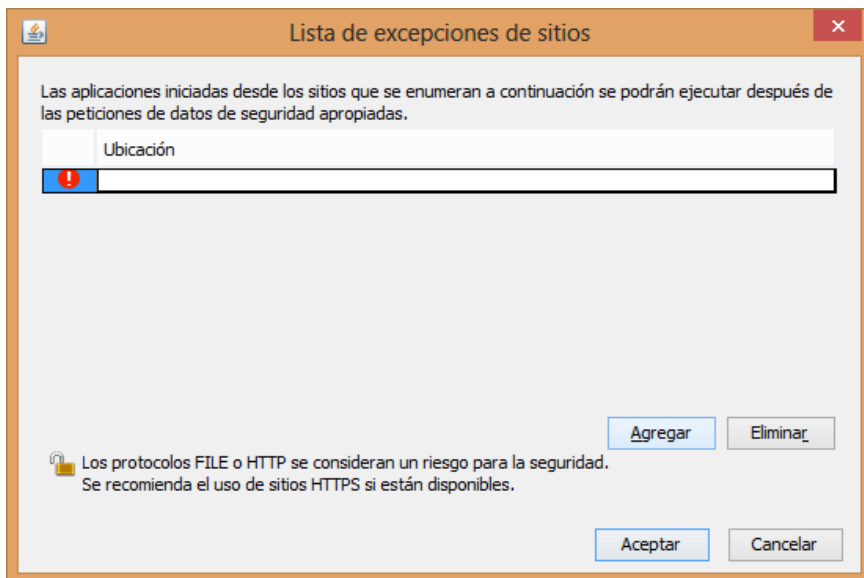 Lista de excepciones de sitios
Las aplicaciones iniciadas desde los sitios que se enumeran a continuación se podrán ejecutar después de
las peticiones de datos de seguridad apropiadas.
Ubicación
Agregar
Eliminar
Los protocolos FILE o HTTP se consideran un riesgo para la seguridad.
Se recomienda el uso de sitios HTTPS si están disponibles.
Aceptar
Cancelar